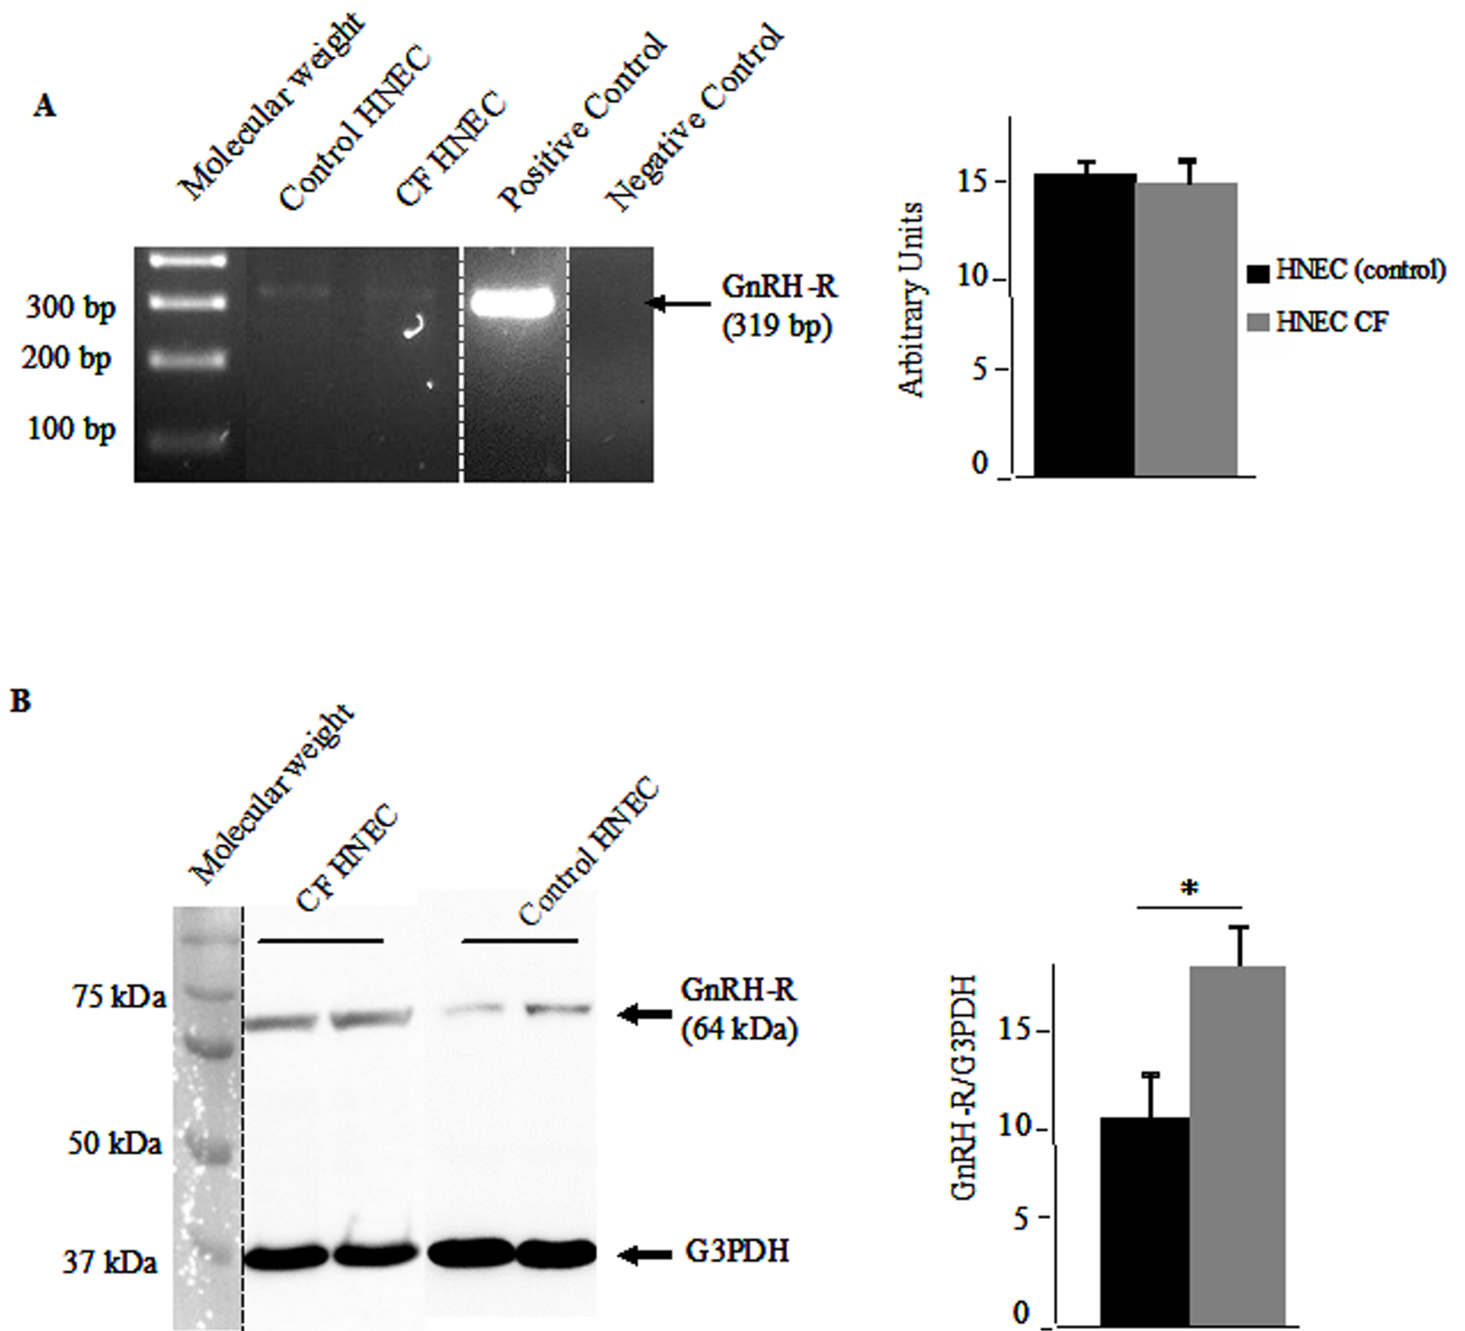 A
Molecular weight
Control HNEC
CF HNEC
Positive Control
Negative Control
300 bp
200 bp
100 bp
GnRH-R
(319 bp)
Arbitrary Units
15
10
5
0
HNEC (control)
HNEC CF
B
Molecular weight
CF HNEC
Control HNEC
75 kDa
50 kDa
37 kDa
GnRH-R
(64 kDa)
G3PDH
GnRH-R/G3PDH
*
15
10
5
0